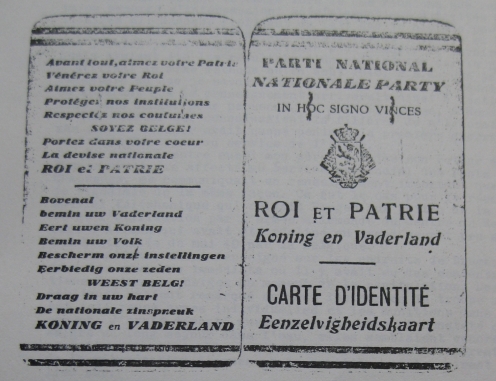 Avant tout, aimez votre Patrie
Vénérez votre Roi
Aimez votre Peuple
Protégez nos institutions
Respectez nos coutumes
SOYEZ BELGE!
Portez dans votre coeur
La devise nationale
ROI et PATRIE
Bovenal
bemin uw Vaderland
Eert uwen Koning
Bemin uw Volk
Bescherm onze instellingen
Eerbiedig onze zeden
WEEST BELG!
Draag in uw hart
De nationale zinspreuk
KONING en VADERLAND
PARTI NATIONAL
NATIONALE PARTY
IN HOC SIGNO VINCES
ROI ET PATRIE
Koning en Vaderland
CARTE D'IDENTITÉ
Eenzelvigheidskaart